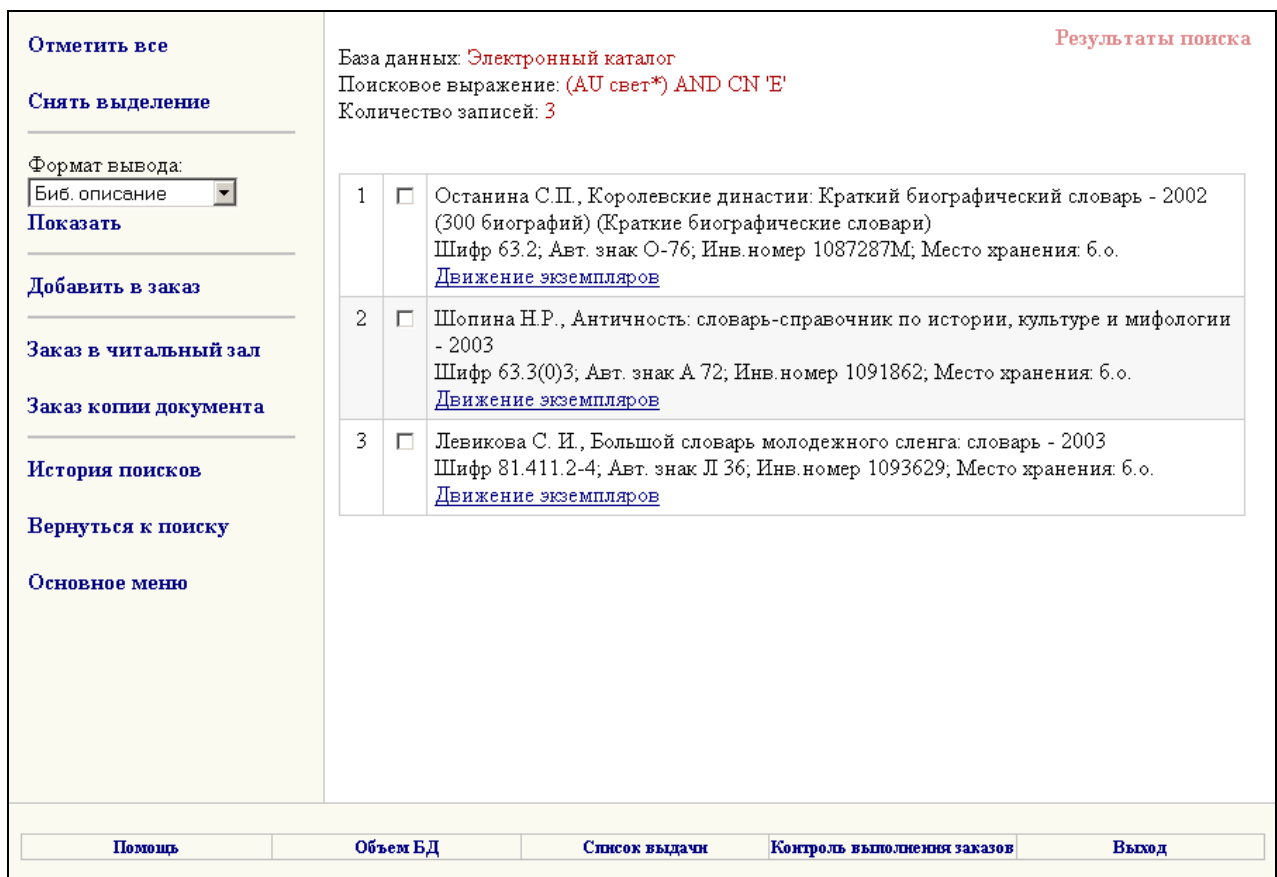 Отметить все
Снять выделение
Формат вывода:
Биб. описание
Показать
Добавить в заказ
Заказ в читальный зал
Заказ копии документа
История поисков
Вернуться к поиску
Основное меню
Результаты поиска
База данных: Электронный каталог
Поисковое выражение: (AU свет*) AND CN 'E'
Количество записей: 3
1 Останина С.П., Королевские династии: Краткий биографический словарь - 2002
(300 биографий) (Краткие биографические словари)
Шифр 63.2; Авт. знак О-76; Инв.номер 1087287М; Место хранения: б.о.
Движение экземпляров
2 Шопина Н.Р., Античность: словарь-справочник по истории, культуре и мифологии
- 2003
Шифр 63.3(0)3; Авт. знак А 72; Инв.номер 1091862; Место хранения: б.о.
Движение экземпляров
3 Левикова С. И., Большой словарь молодежного сленга: словарь - 2003
Шифр 81.411.2-4; Авт. знак Л 36; Инв.номер 1093629; Место хранения: б.о.
Движение экземпляров
Помощь Объем БД Список выдачи Контроль выполнения заказов Выход